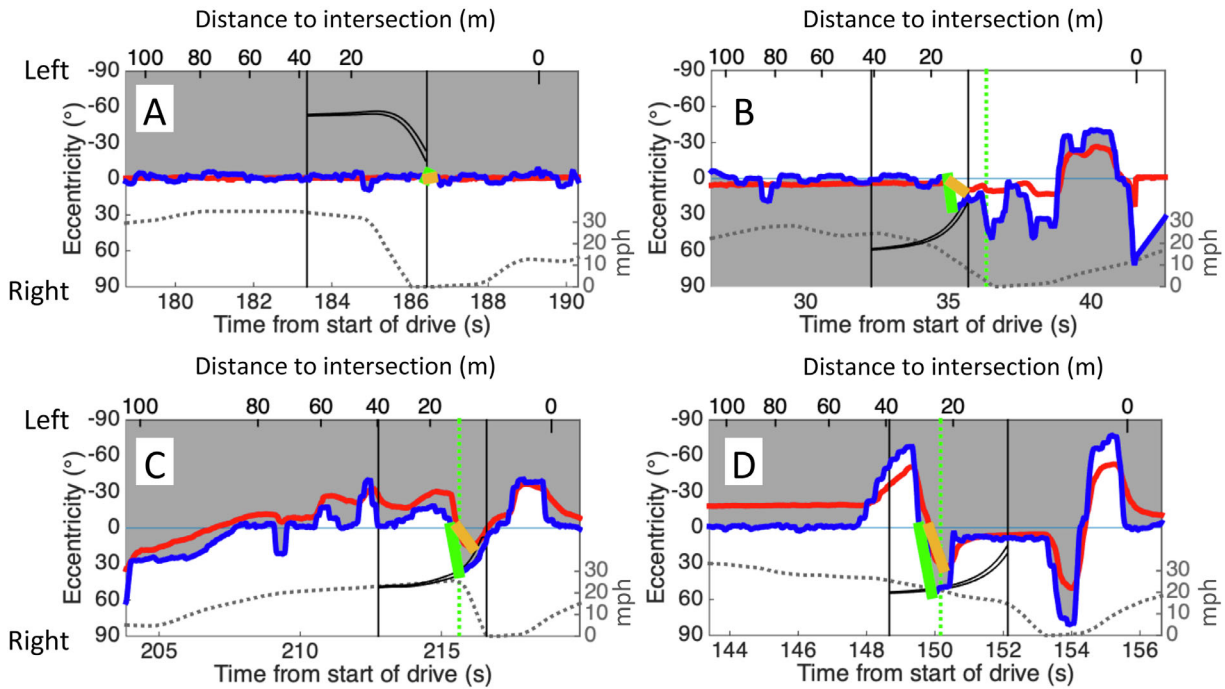 Distance to intersection (m)
Distance to intersection (m)
100 80 60 40 20 0
100 80 60 40 20 0
Left
-90
-60
-30
0
30
60
90
Eccentricity (°)
A
30
20
10
0
mph
-90
-60
-30
0
30
60
90
Eccentricity (°)
B
30
20
10
0
mph
Right
180 182 184 186 188 190
30 35 40
Time from start of drive (s)
Time from start of drive (s)
Distance to intersection (m)
Distance to intersection (m)
100 80 60 40 20 0
100 80 60 40 20 0
Left
-90
-60
-30
0
30
60
90
Eccentricity (°)
C
30
20
10
0
mph
-90
-60
-30
0
30
60
90
Eccentricity (°)
D
30
20
10
0
mph
Right
205 210 215
144 146 148 150 152 154 156
Time from start of drive (s)
Time from start of drive (s)